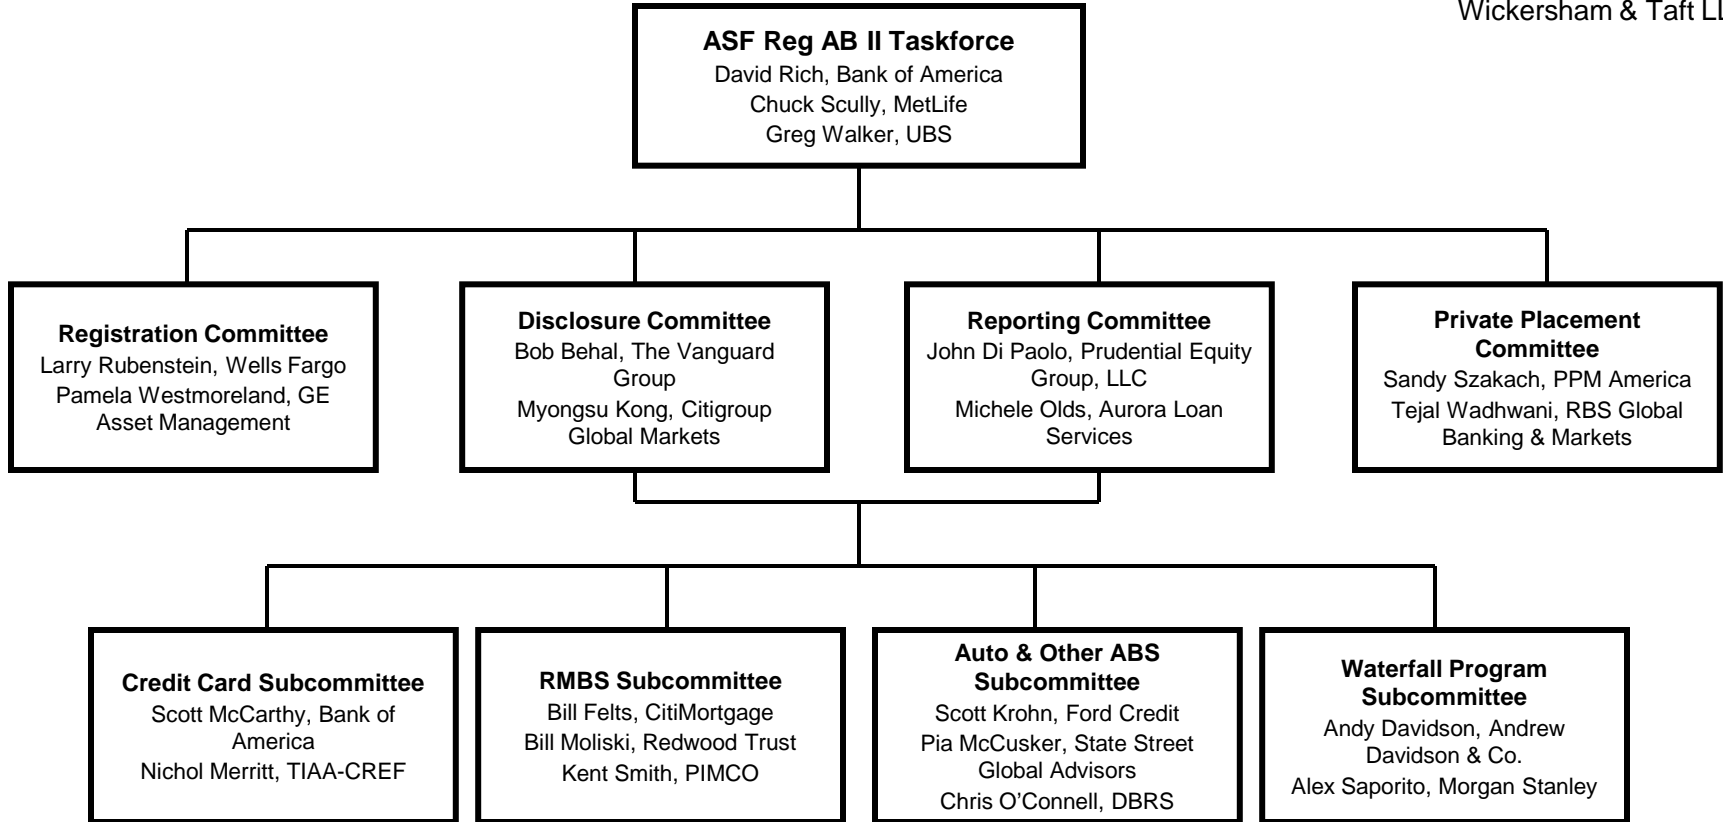 Wickersham & Taft
ASF Reg AB II Taskforce
David Rich, Bank of America
Chuck Scully, MetLife
Greg Walker, UBS
Registration Committee
Larry Rubenstein, Wells Fargo
Pamela Westmoreland, GE
Asset Management
Disclosure Committee
Bob Behal, The Vanguard
Group
Myongsu Kong, Citigroup
Global Markets
Reporting Committee
John Di Paolo, Prudential Equity
Group, LLC
Michele Olds, Aurora Loan
Services
Private Placement
Committee
Sandy Szakach, PPM America
Tejal Wadhwani, RBS Global
Banking & Markets
Credit Card Subcommittee
Scott McCarthy, Bank of
America
Nichol Merritt, TIAA-CREF
RMBS Subcommittee
Bill Felts, CitiMortgage
Bill Moliski, Redwood Trust
Kent Smith, PIMCO
Auto & Other ABS
Subcommittee
Scott Krohn, Ford Credit
Pia McCusker, State Street
Global Advisors
Chris O’Connell, DBRS
Waterfall Program
Subcommittee
Andy Davidson, Andrew
Davidson & Co.
Alex Saporito, Morgan Stanley